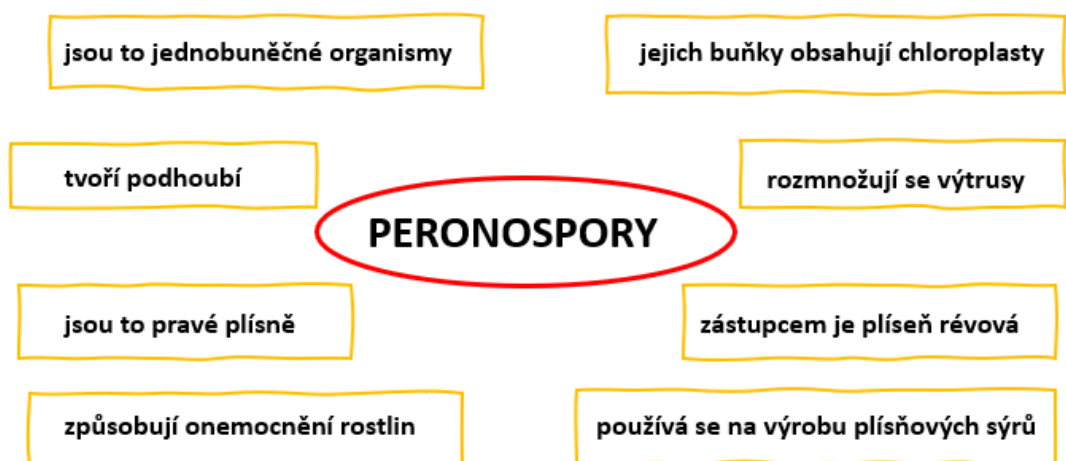 jsou to jednobuněčné organismy
jejich buňky obsahují chloroplasty
tvoří podhoubí
rozmnožují se výtrusy
PERONOSPORY
jsou to pravé plísně
zástupcem je plíseň révová
způsobují onemocnění rostlin
používá se na výrobu plísňových sýrů